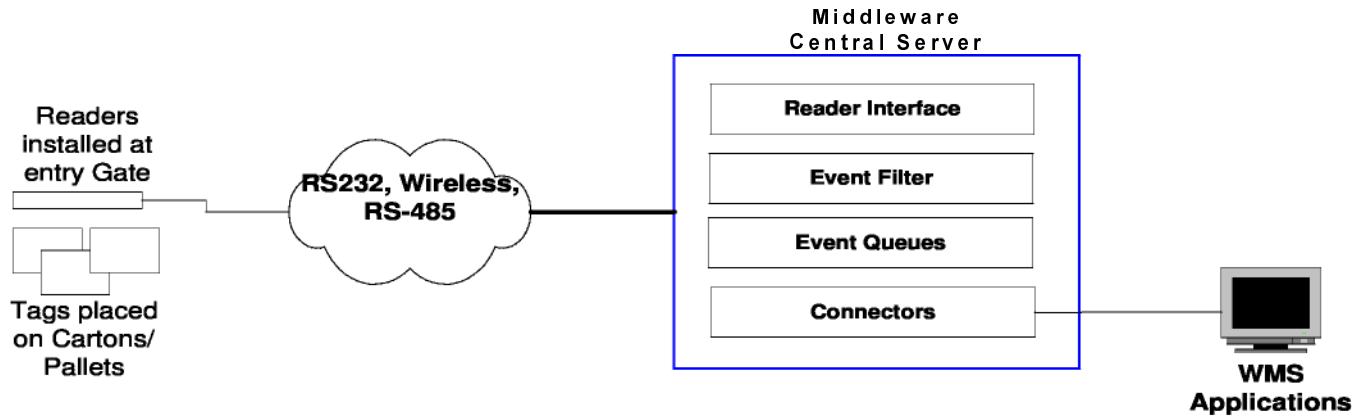 Middleware
Central Server
Readers
installed at
entry Gate
RS232, Wireless,
RS-485
Reader Interface
Event Filter
Event Queues
Connectors
Tags placed
on Cartons/
Pallets
WMS
Applications